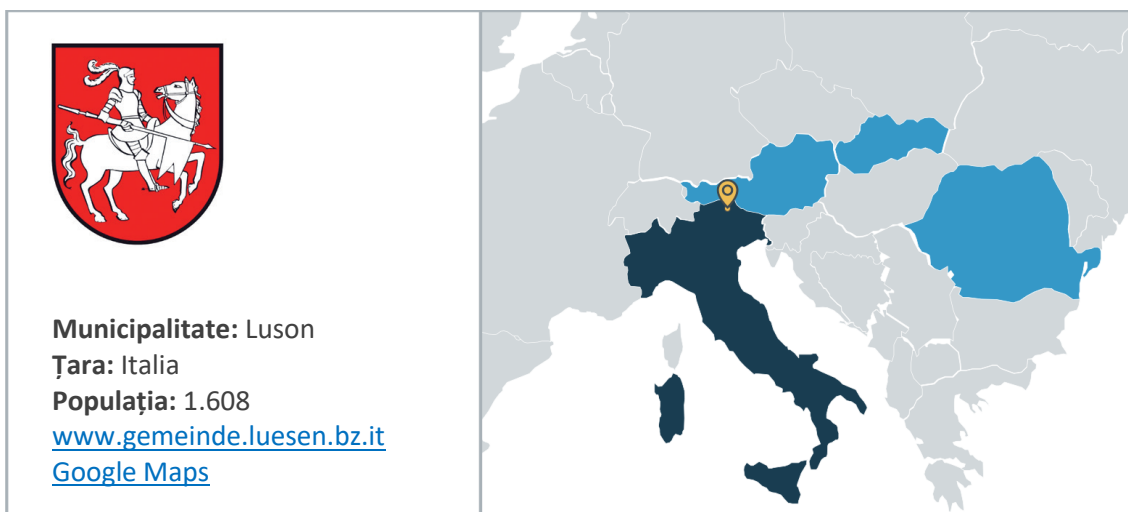 Municipalitate: Luson
Țara: Italia
Populația: 1.608
www.gemeinde.luesen.bz.it
Google Maps